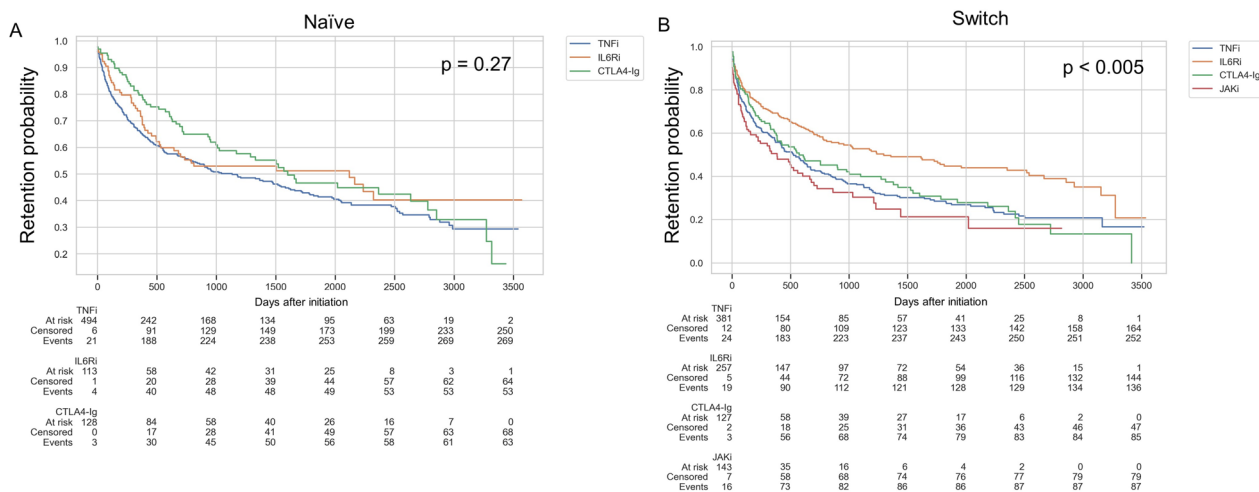 A
Naïve
Retention probability
1.0
0.9
0.8
0.7
0.6
0.5
0.4
0.3
0.2
p = 0.27
TNFi
IL6Ri
CTLA4-Ig
0 500 1000 1500 2000 2500 3000 3500
Days after initiation
TNFi
At risk 494 242 168 134 95 63 19 2
Censored 6 91 129 149 173 199 233 250
Events 21 188 224 238 253 259 269 269
IL6Ri
At risk 113 58 42 31 25 8 3 1
Censored 1 20 28 39 44 57 62 64
Events 4 40 48 48 49 53 53 53
CTLA4-Ig
At risk 128 84 58 40 26 16 7 0
Censored 0 17 28 41 49 57 63 68
Events 3 30 45 50 56 58 61 63
B
Switch
Retention probability
1.0
0.8
0.6
0.4
0.2
0.0
p < 0.005
TNFi
IL6Ri
CTLA4-Ig
JAKi
0 500 1000 1500 2000 2500 3000 3500
Days after initiation
TNFi
At risk 381 154 85 57 41 25 8 1
Censored 12 80 109 123 133 142 158 164
Events 24 183 223 237 243 250 251 252
IL6Ri
At risk 257 147 97 72 54 36 15 1
Censored 5 44 72 88 99 116 132 144
Events 19 90 112 121 128 129 134 136
CTLA4-Ig
At risk 127 58 39 27 17 6 2 0
Censored 2 18 25 31 36 43 46 47
Events 3 56 68 74 79 83 84 85
JAKi
At risk 143 35 16 6 4 2 0 0
Censored 7 58 68 74 76 77 79 79
Events 16 73 82 86 86 87 87 87